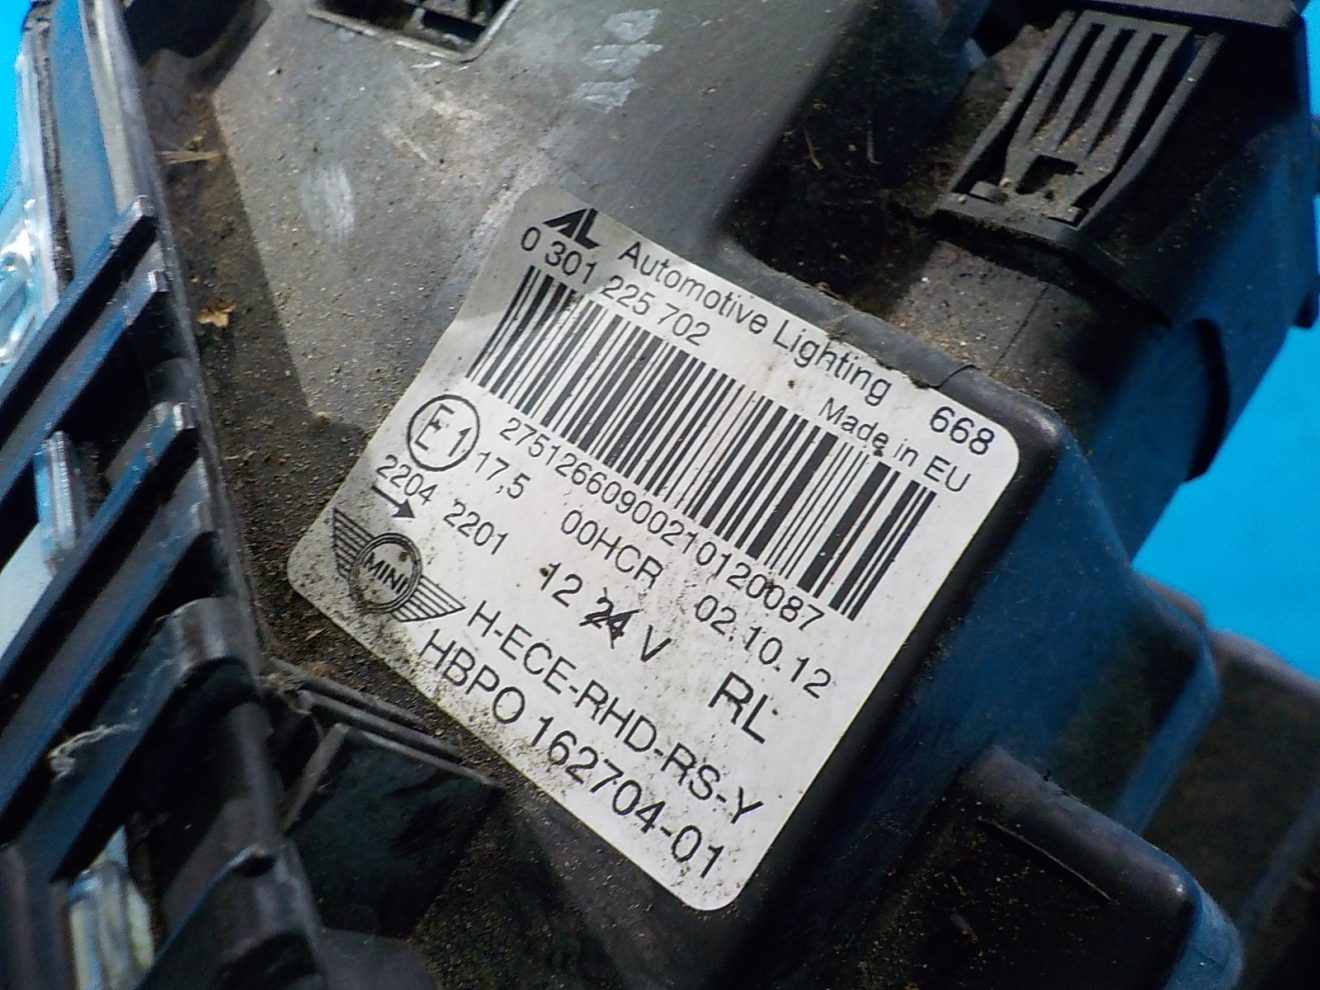 AL Automotive Lighting 668
0 301 225 702 Made in EU
27512660900210120087
E1 17,5 00HCR 02.10.12
2204 2201 12 24 V RL
MINI H-ECE-RHD-RS-Y
HBPO 162704-01